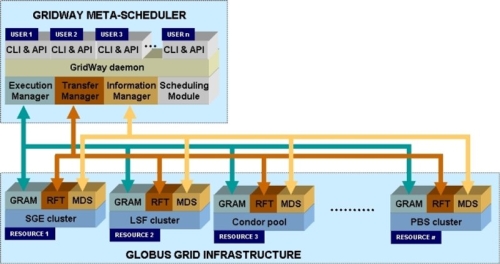 GRIDWAY META-SCHEDULER
USER 1 USER 2 USER 3 ... USER n
CLI & API CLI & API CLI & API CLI & API
GridWay daemon
Execution Manager
Transfer Manager
Information Manager
Scheduling Module
GRAM RFT MDS
SGE cluster
RESOURCE 1
GRAM RFT MDS
LSF cluster
RESOURCE 2
GRAM RFT MDS
Condor pool
RESOURCE 3
..........
GRAM RFT MDS
PBS cluster
RESOURCE n
GLOBUS GRID INFRASTRUCTURE